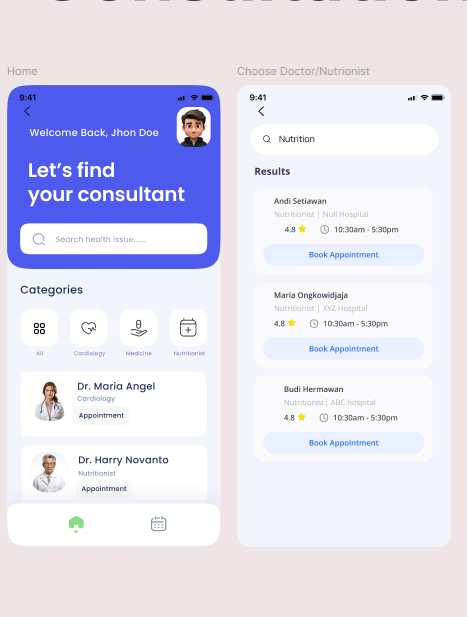 Consultation
Home
9:41
Welcome Back, Jhon Doe
Let's find
your consultant
Search health issue......
Categories
All
Cardiology
Medicine
Nutritionist
Dr. Maria Angel
Cardiology
Appointment
Dr. Harry Novanto
Nutritionist
Appointment
Choose Doctor/Nutrionist
9:41
Nutrition
Results
Andi Setiawan
Nutritionist | Null Hospital
4.8 10:30am - 5:30pm
Book Appointment
Maria Ongkowidjaja
Nutritionist | XYZ Hospital
4.8 10:30am - 5:30pm
Book Appointment
Budi Hermawan
Nutritionist| ABC hospital
4.8 10:30am - 5:30pm
Book Appointment